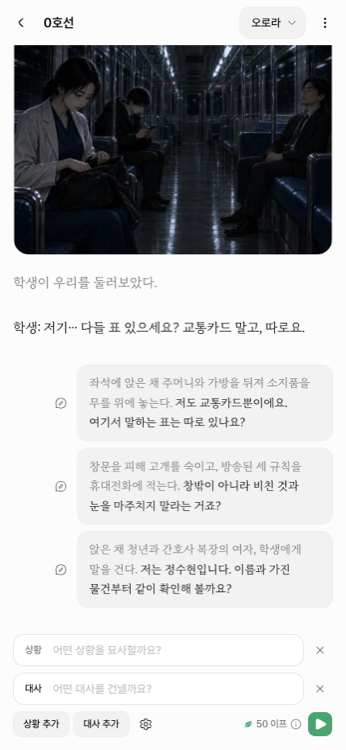 0호선
오로라
학생이 우리를 둘러보았다.
학생: 저기… 다들 표 있으세요? 교통카드 말고, 따로요.
좌석에 앉은 채 주머니와 가방을 뒤져 소지품을
무릎 위에 놓는다. 저도 교통카드뿐이에요.
여기서 말하는 표는 따로 있나요?
창문을 피해 고개를 숙이고, 방송된 세 규칙을
휴대전화에 적는다. 창밖이 아니라 비친 것과
눈을 마주치지 말라는 거죠?
앉은 채 청년과 간호사 복장의 여자, 학생에게
말을 건다. 저는 정수현입니다. 이름과 가진
물건부터 같이 확인해 볼까요?
상황 어떤 상황을 묘사할까요?
대사 어떤 대사를 건넬까요?
상황 추가 대사 추가 50 이프